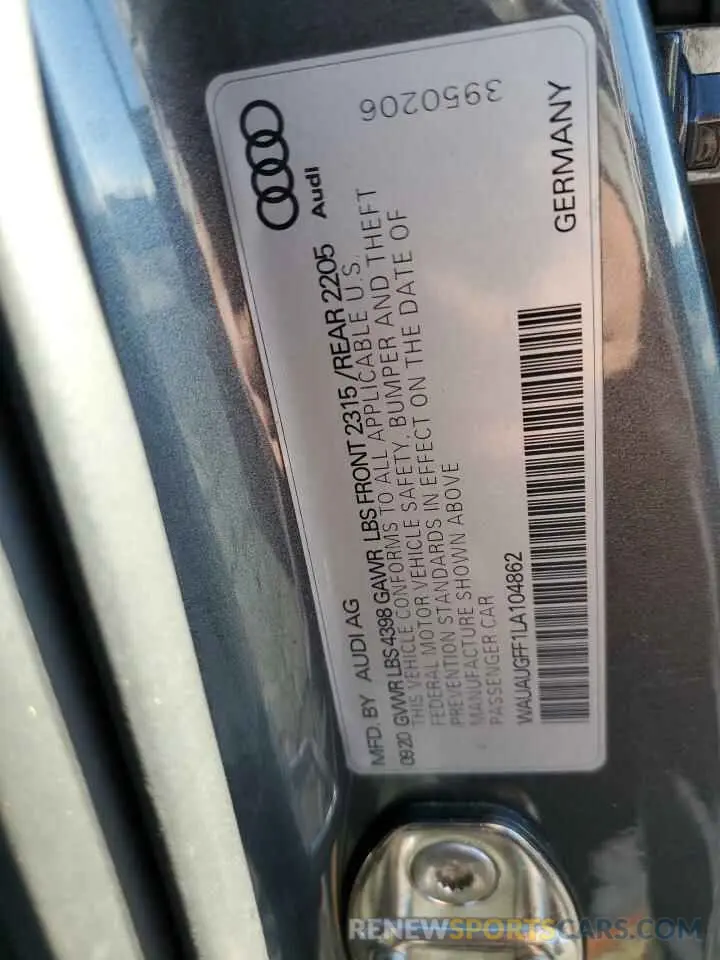 3950206
Audi
GERMANY
MFD. BY AUDI AG
0920 GVWR LBS 4398 GAWR LBS FRONT 2315 /REAR 2205
THIS VEHICLE CONFORMS TO ALL APPLICABLE U.S.
FEDERAL MOTOR VEHICLE SAFETY, BUMPER AND THEFT
PREVENTION STANDARDS IN EFFECT ON THE DATE OF
MANUFACTURE SHOWN ABOVE
PASSENGER CAR
WAUAUGFF1LA104862
RENEWSPORTSCARS.COM